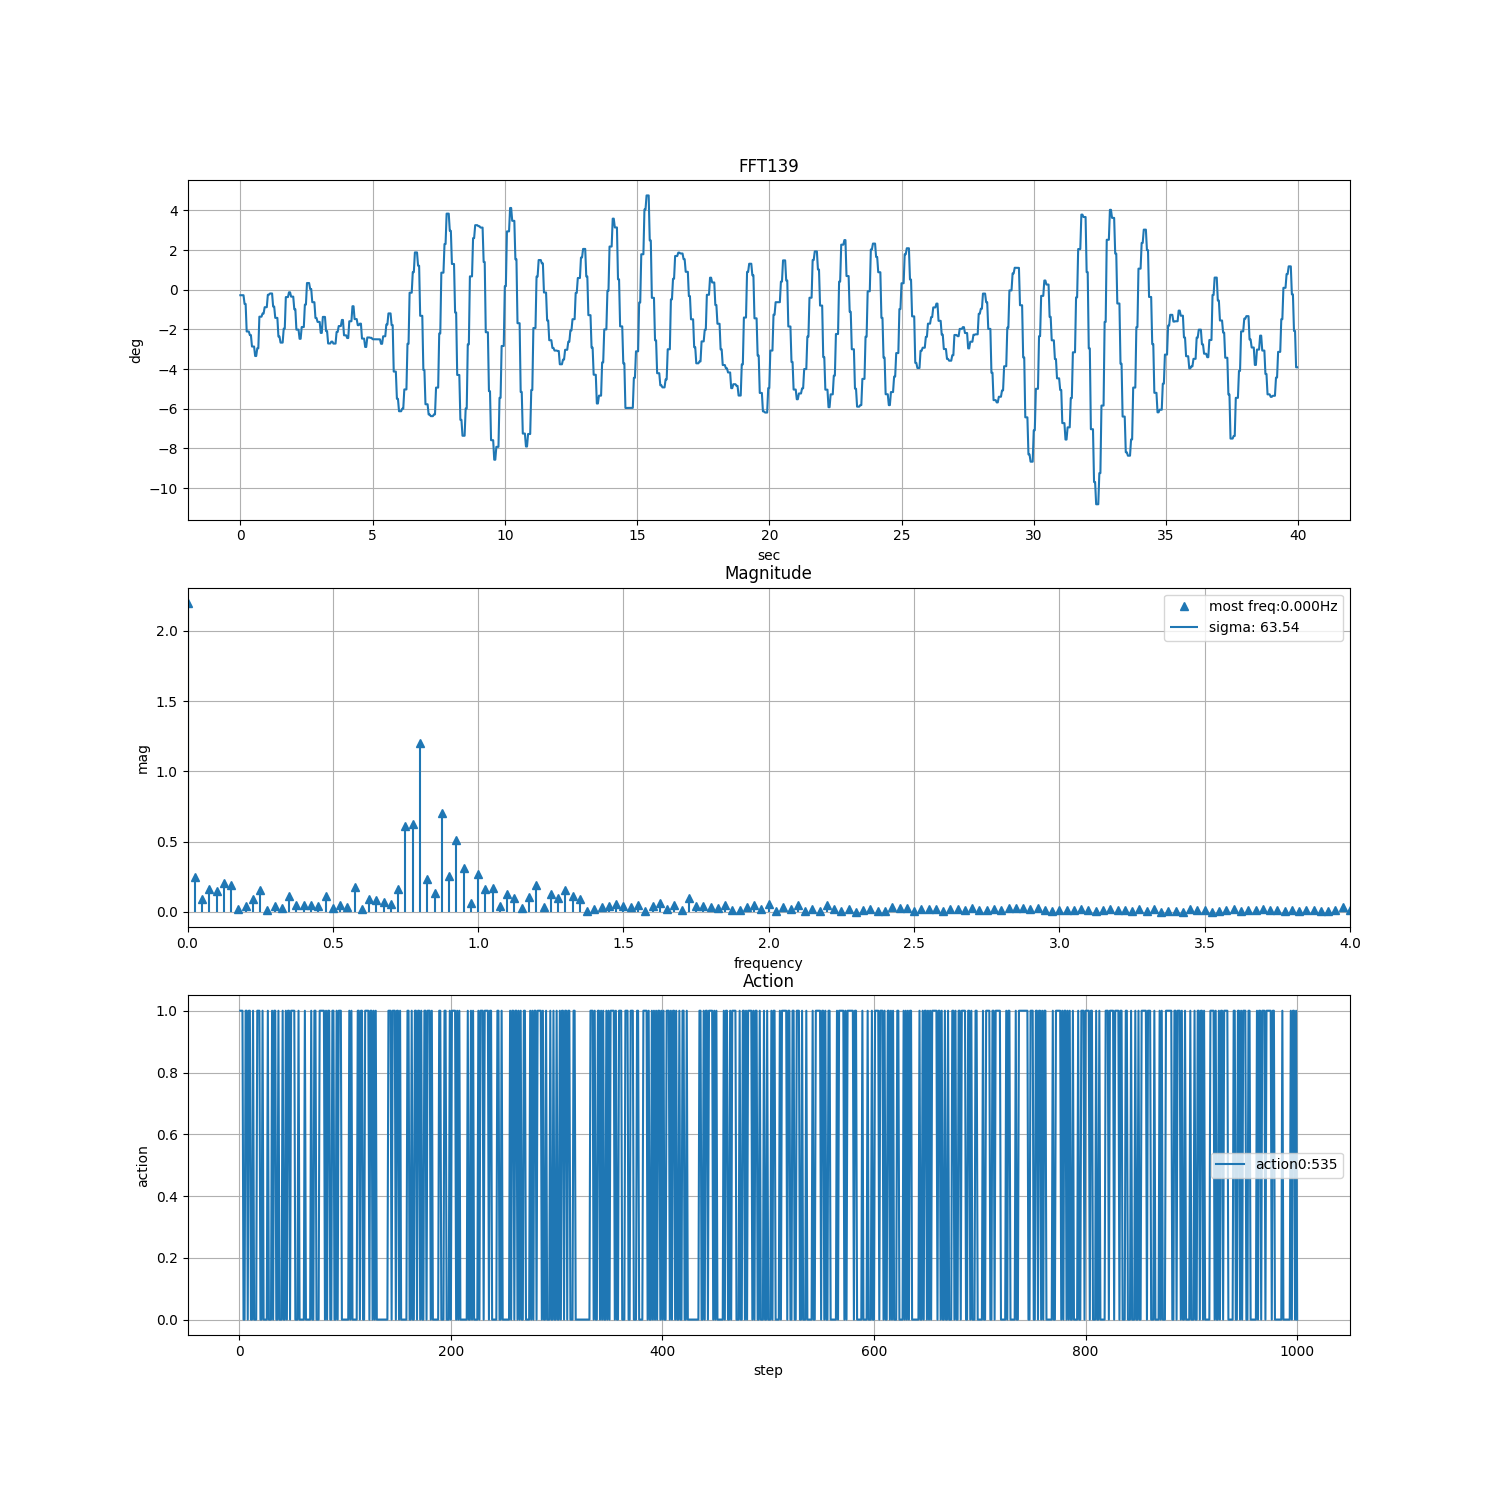 FFT139
4
2
0
−2
−4
−6
−8
−10
deg
0 5 10 15 20 25 30 35 40
sec
Magnitude
most freq:0.000Hz
sigma: 63.54
2.0
1.5
1.0
0.5
0.0
mag
0.0 0.5 1.0 1.5 2.0 2.5 3.0 3.5 4.0
frequency
Action
1.0
0.8
0.6
0.4
0.2
0.0
action
action0:535
0 200 400 600 800 1000
step